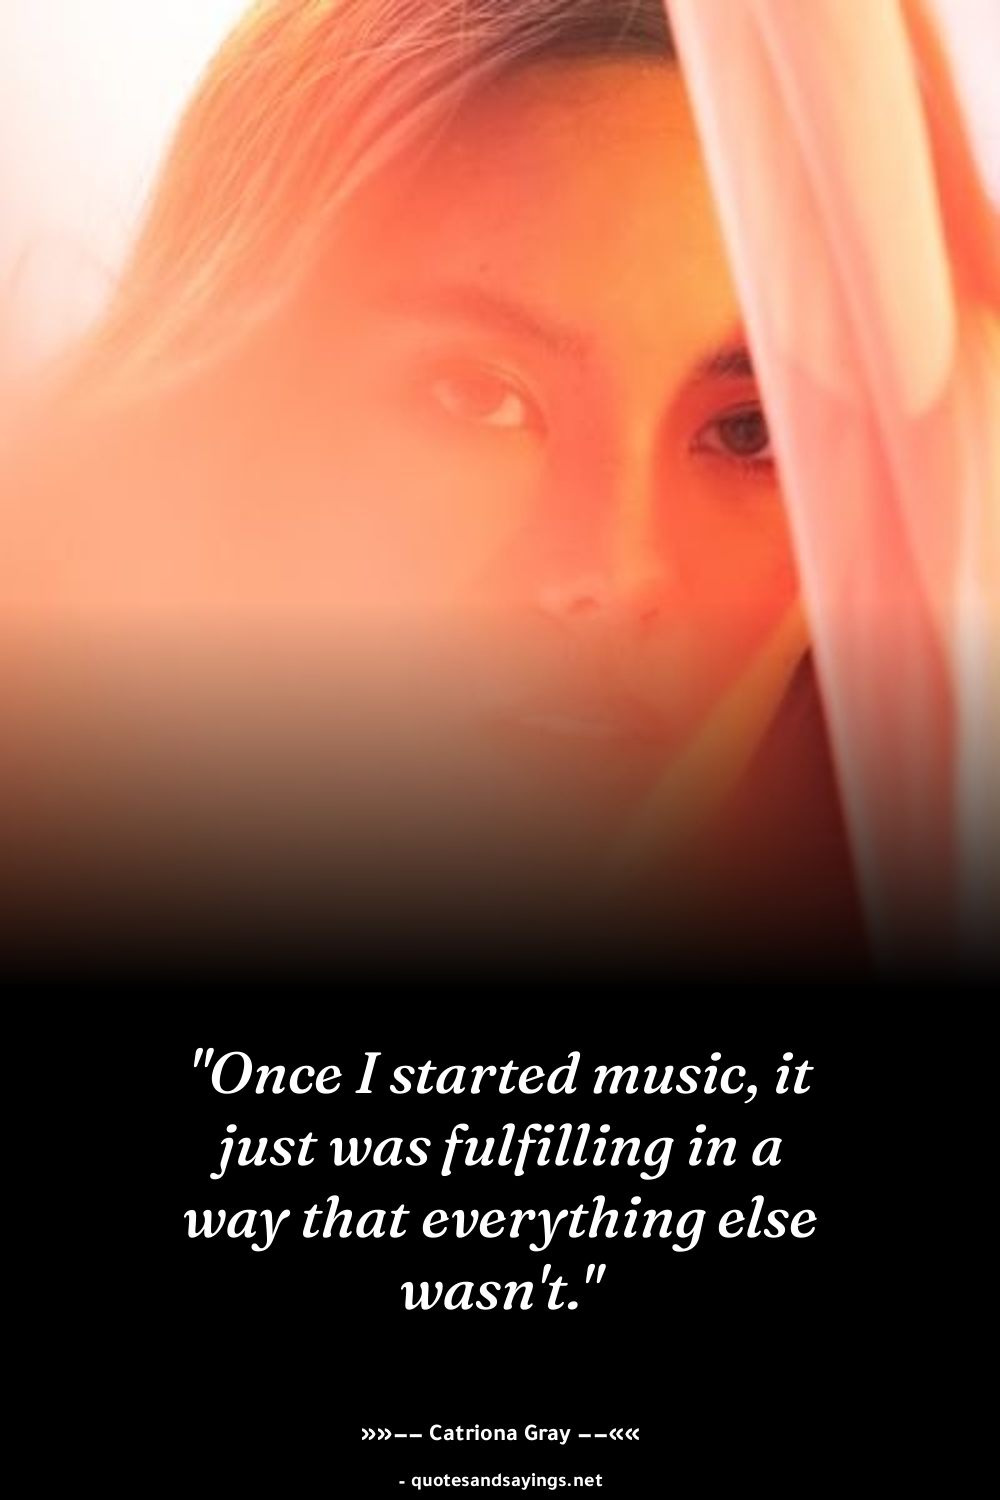 "Once I started music, it
just was fulfilling in a
way that everything else
wasn't."
»»−− Catriona Gray −−««
- quotesandsayings.net